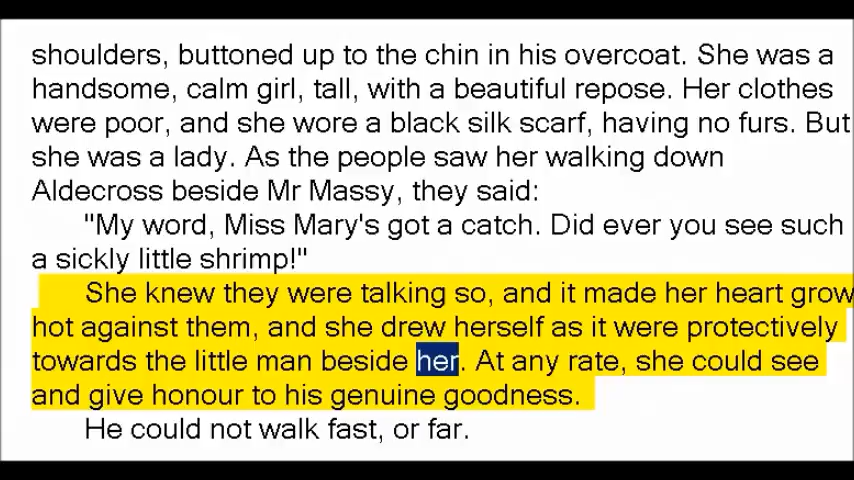 shoulders, buttoned up to the chin in his overcoat. She was a
handsome, calm girl, tall, with a beautiful repose. Her clothes
were poor, and she wore a black silk scarf, having no furs. But
she was a lady. As the people saw her walking down
Aldecross beside Mr Massy, they said:
"My word, Miss Mary's got a catch. Did ever you see such
a sickly little shrimp!"
She knew they were talking so, and it made her heart grow
hot against them, and she drew herself as it were protectively
towards the little man beside her. At any rate, she could see
and give honour to his genuine goodness.
He could not walk fast, or far.